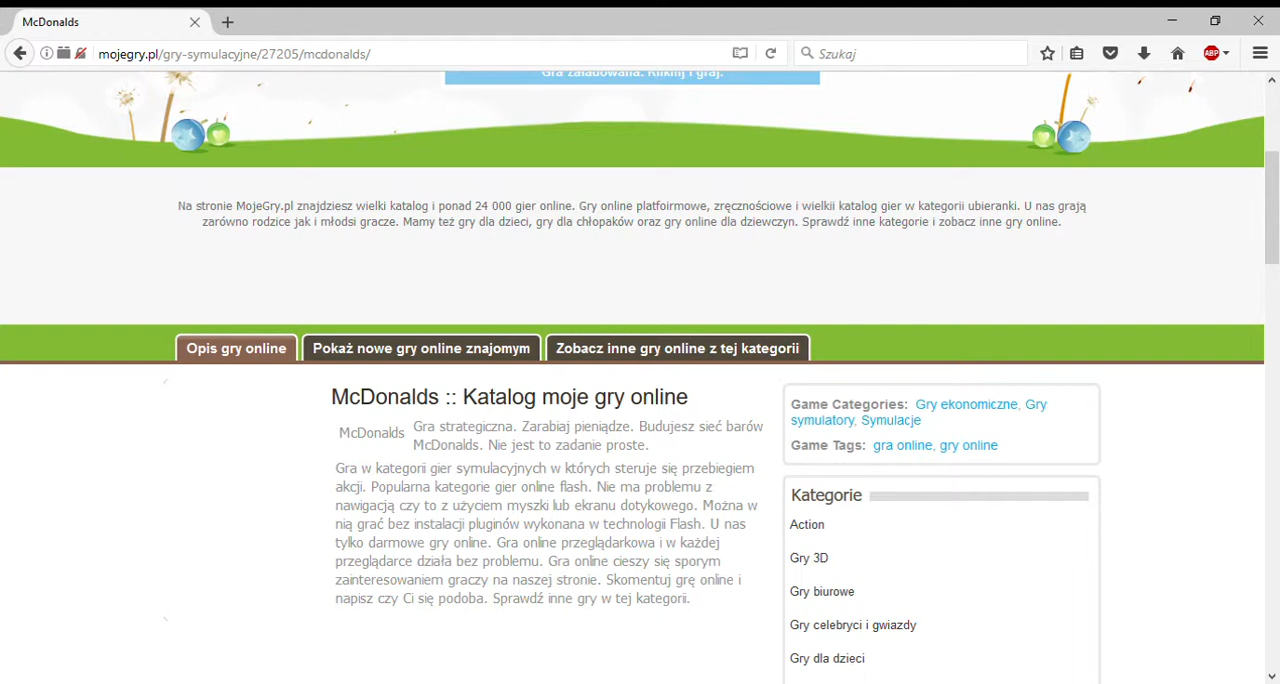 McDonalds
mojegry.pl/gry-symulacyjne/27205/mcdonalds/
Szukaj
ABP
Gra załadowana. Kliknij i graj.
Na stronie MojeGry.pl znajdziesz wielki katalog i ponad 24 000 gier online. Gry online platfoirmowe, zręcznościowe i wielkii katalog gier w kategorii ubieranki. U nas grają
zarówno rodzice jak i młodsi gracze. Mamy też gry dla dzieci, gry dla chłopaków oraz gry online dla dziewczyn. Sprawdź inne kategorie i zobacz inne gry online.
Opis gry online
Pokaż nowe gry online znajomym
Zobacz inne gry online z tej kategorii
McDonalds :: Katalog moje gry online
McDonalds
Gra strategiczna. Zarabiaj pieniądze. Budujesz sieć barów
McDonalds. Nie jest to zadanie proste.
Gra w kategorii gier symulacyjnych w których steruje się przebiegiem
akcji. Popularna kategorie gier online flash. Nie ma problemu z
nawigacją czy to z użyciem myszki lub ekranu dotykowego. Można w
nią grać bez instalacji pluginów wykonana w technologii Flash. U nas
tylko darmowe gry online. Gra online przeglądarkowa i w każdej
przeglądarce działa bez problemu. Gra online cieszy się sporym
zainteresowaniem graczy na naszej stronie. Skomentuj grę online i
napisz czy Ci się podoba. Sprawdź inne gry w tej kategorii.
Game Categories: Gry ekonomiczne, Gry
symulatory, Symulacje
Game Tags: gra online, gry online
Kategorie
Action
Gry 3D
Gry biurowe
Gry celebryci i gwiazdy
Gry dla dzieci